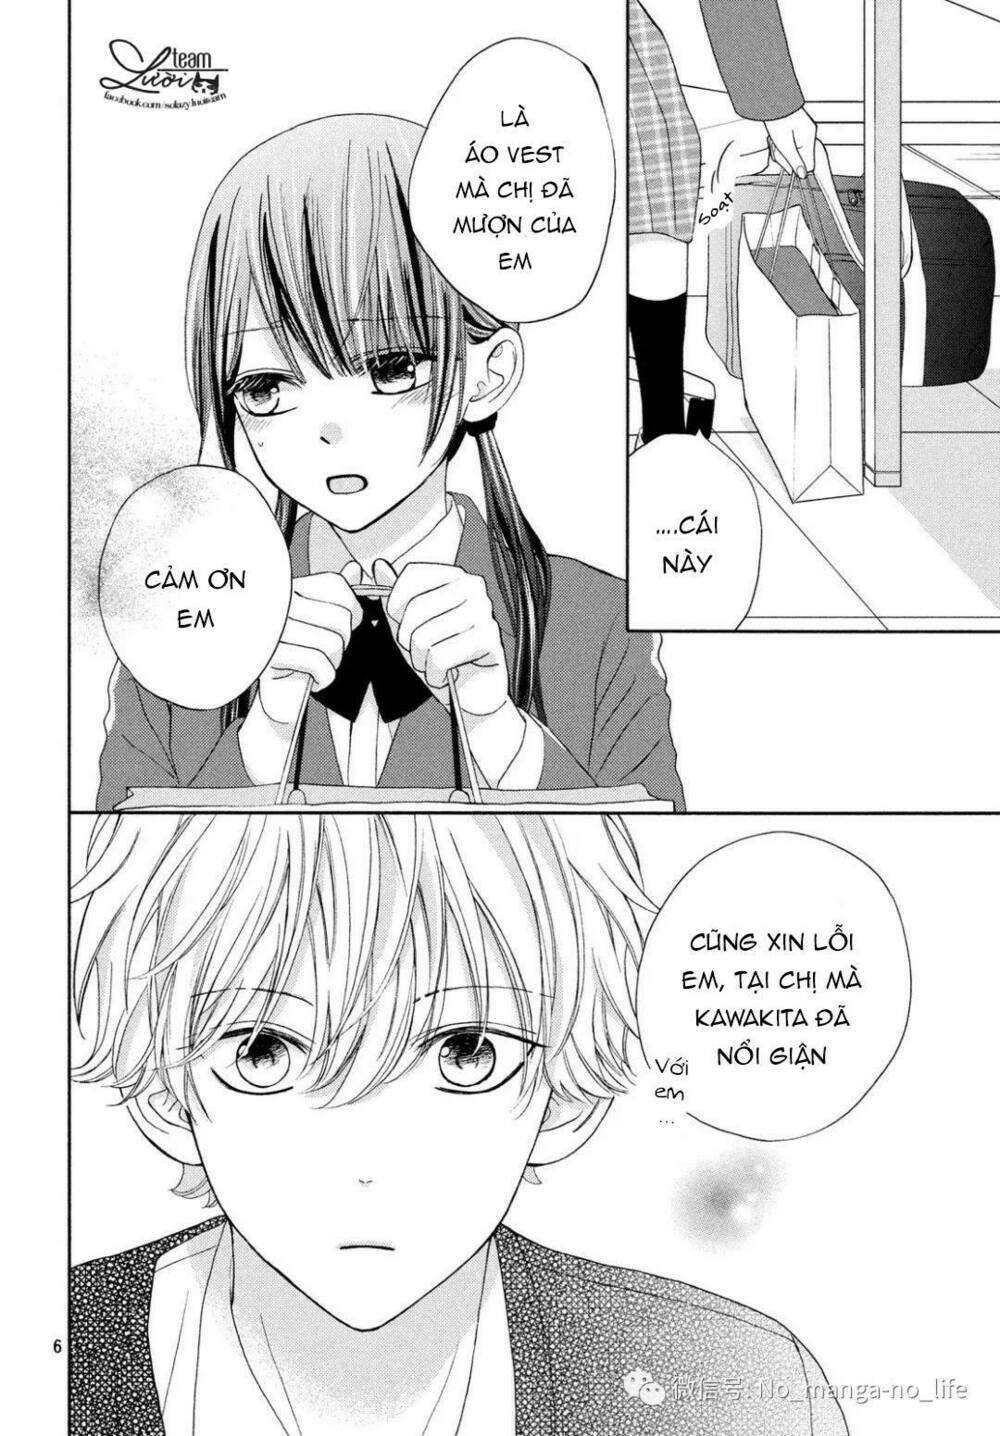 team
Lười
facebook.com/solazy.luoiteam
soạt
....CÁI
NÀY
LÀ
ÁO VEST
MÀ CHỊ ĐÃ
MƯỢN CỦA
EM
CẢM ƠN
EM
CŨNG XIN LỖI
EM, TẠI CHỊ MÀ
KAWAKITA ĐÃ
NỔI GIẬN
Với
em
...
6
微信号: No_manga-no_life